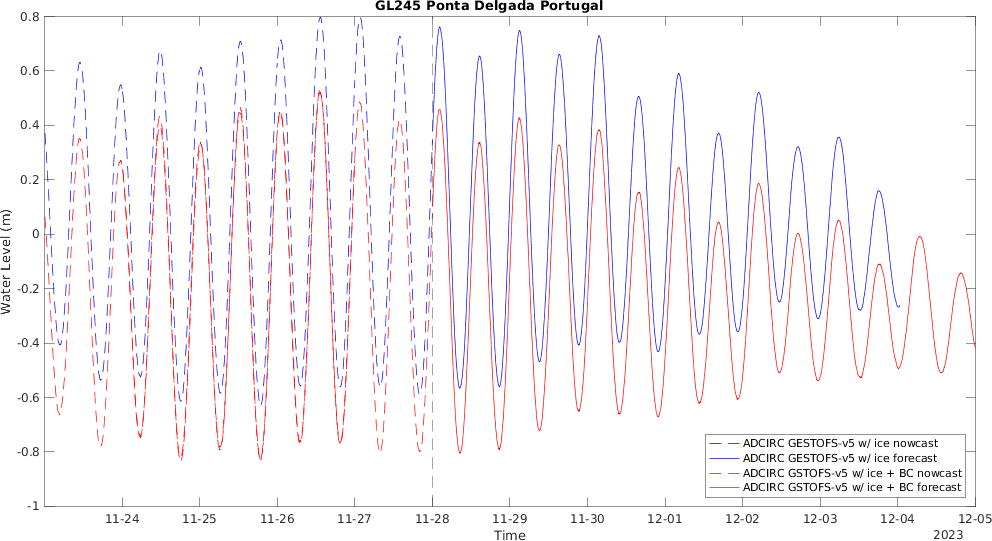 GL245 Ponta Delgada Portugal
0.8
0.6
0.4
0.2
0
-0.2
-0.4
-0.6
-0.8
-1
Water Level (m)
11-24 11-25 11-26 11-27 11-28 11-29 11-30 12-01 12-02 12-03 12-04 12-05
Time
2023
ADCIRC GESTOFS-v5 w/ ice nowcast
ADCIRC GESTOFS-v5 w/ ice forecast
ADCIRC GSTOFS-v5 w/ ice + BC nowcast
ADCIRC GSTOFS-v5 w/ ice + BC forecast